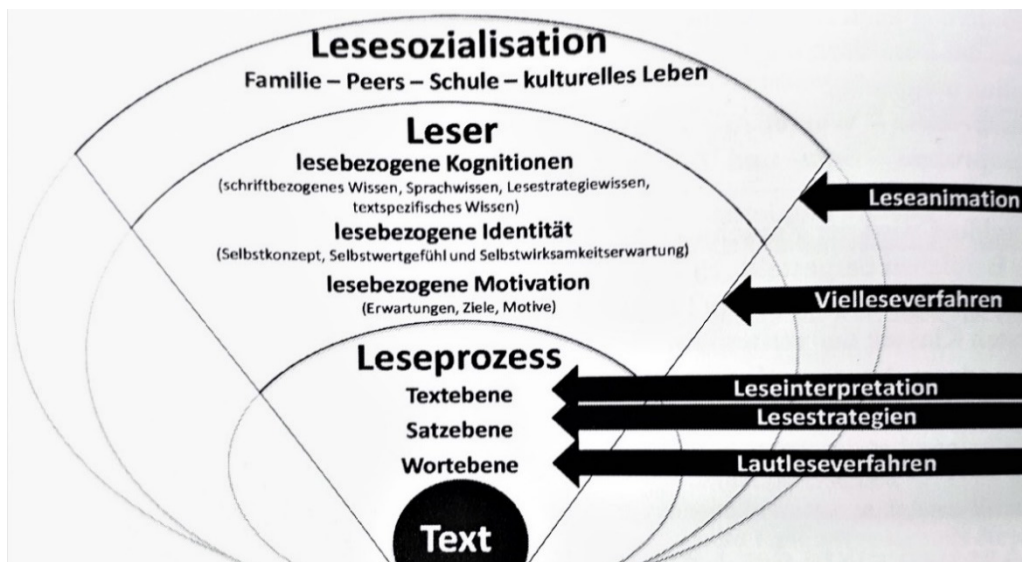 Lesesozialisation
Familie – Peers – Schule – kulturelles Leben
Leser
lesebezogene Kognitionen
(schriftbezogenes Wissen, Sprachwissen, Lesestrategiewissen,
textspezifisches Wissen)
lesebezogene Identität
(Selbstkonzept, Selbstwertgefühl und Selbstwirksamkeitserwartung)
lesebezogene Motivation
(Erwartungen, Ziele, Motive)
Leseprozess
Textebene
Satzebene
Wortebene
Text
Leseanimation
Vielleseverfahren
Leseinterpretation
Lesestrategien
Lautleseverfahren